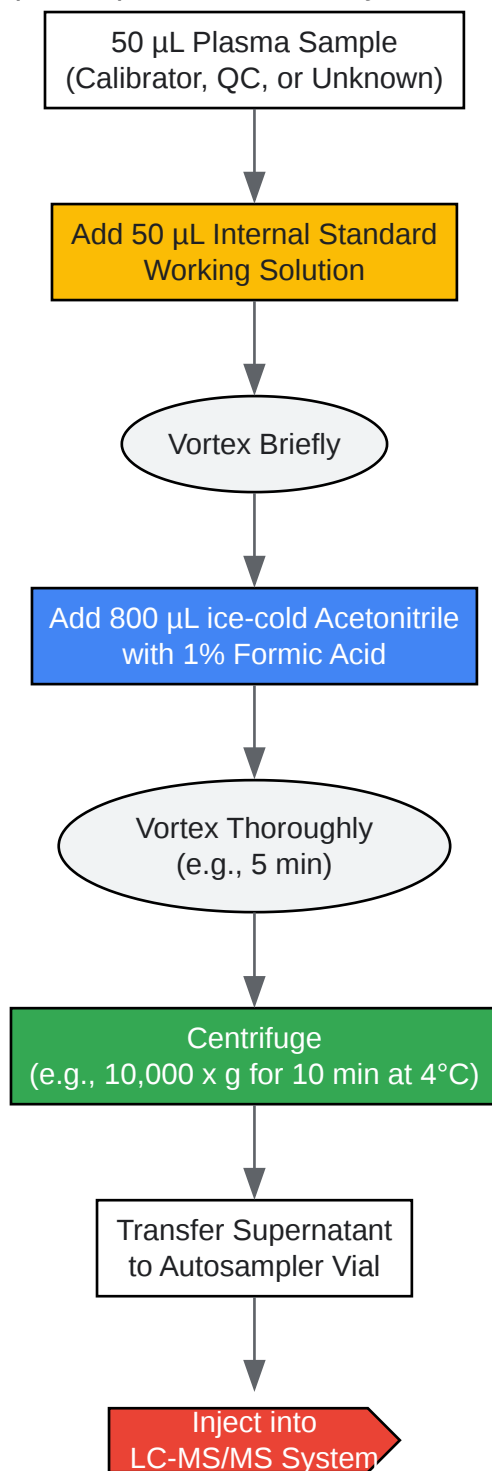 50 µL Plasma Sample
(Calibrator, QC, or Unknown)
Add 50 µL Internal Standard
Working Solution
Vortex Briefly
Add 800 µL ice-cold Acetonitrile
with 1% Formic Acid
Vortex Thoroughly
(e.g., 5 min)
Centrifuge
(e.g., 10,000 x g for 10 min at 4°C)
Transfer Supernatant
to Autosampler Vial
Inject into
LC-MS/MS System